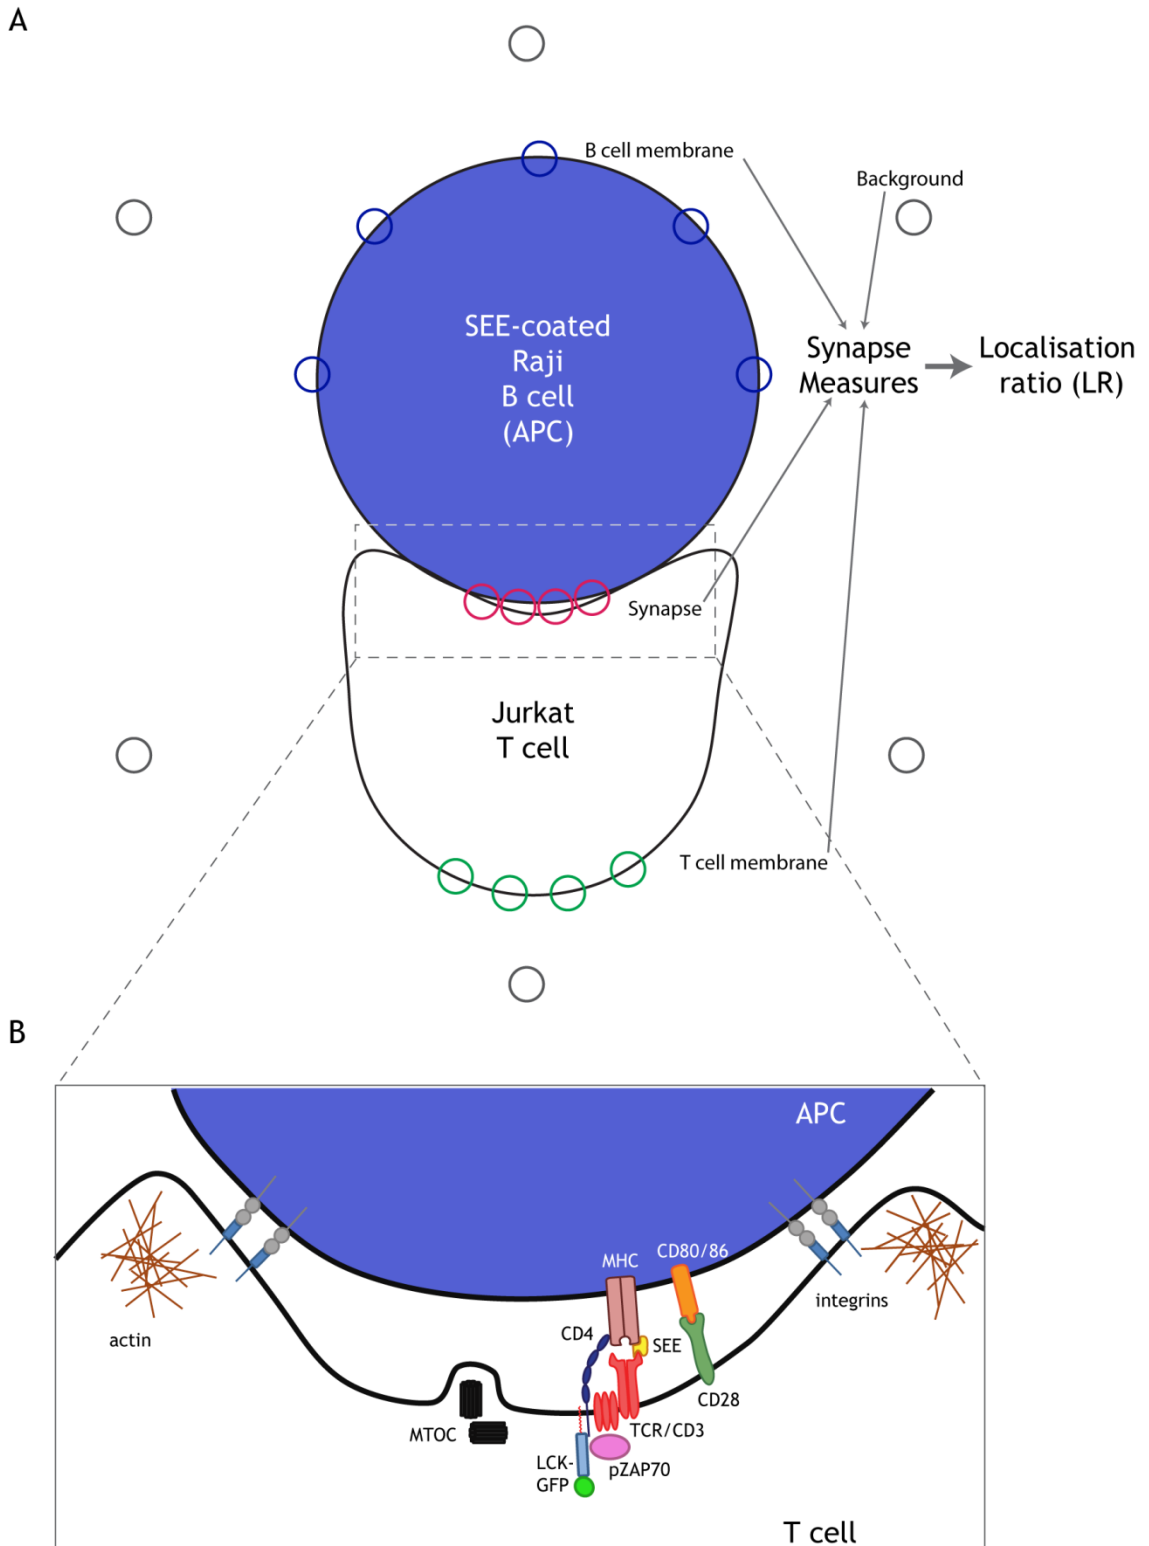 A
B cell membrane
Background
SEE-coated
Raji
B cell
(APC)
Synapse
Measures
Localisation
ratio (LR)
Synapse
Jurkat
T cell
T cell membrane
B
APC
MHC
CD80/86
CD4
SEE
integrins
actin
CD28
MTOC
TCR/CD3
LCK-
GFP
pZAP70
T cell